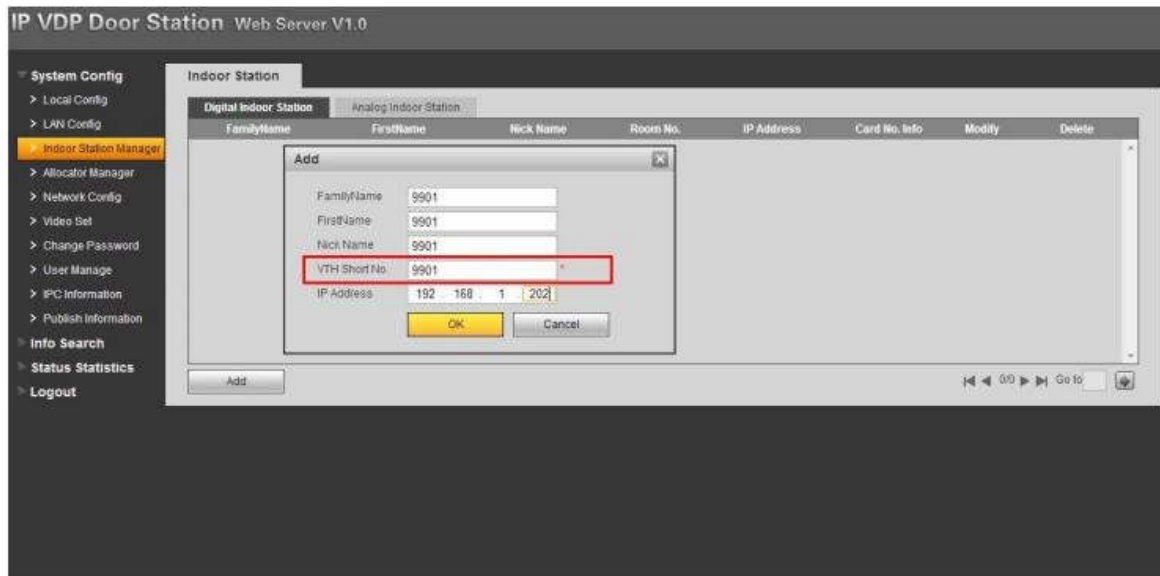 IP VDP Door Station Web Server V1.0
System Config
> Local Config
> LAN Config
> Indoor Station Manager
> Allocator Manager
> Network Config
> Video Set
> Change Password
> User Manage
> IPC Information
> Publish Information
Info Search
Status Statistics
Logout
Indoor Station
Digital Indoor Station Analog Indoor Station
FamilyName FirstName Nick Name Room No. IP Address Card No. Info Modify Delete
Add
FamilyName 9901
FirstName 9901
Nick Name 9901
VTH Short No. 9901 *
IP Address 192 . 168 . 1 . 202
OK Cancel
Add 0/0 Go to